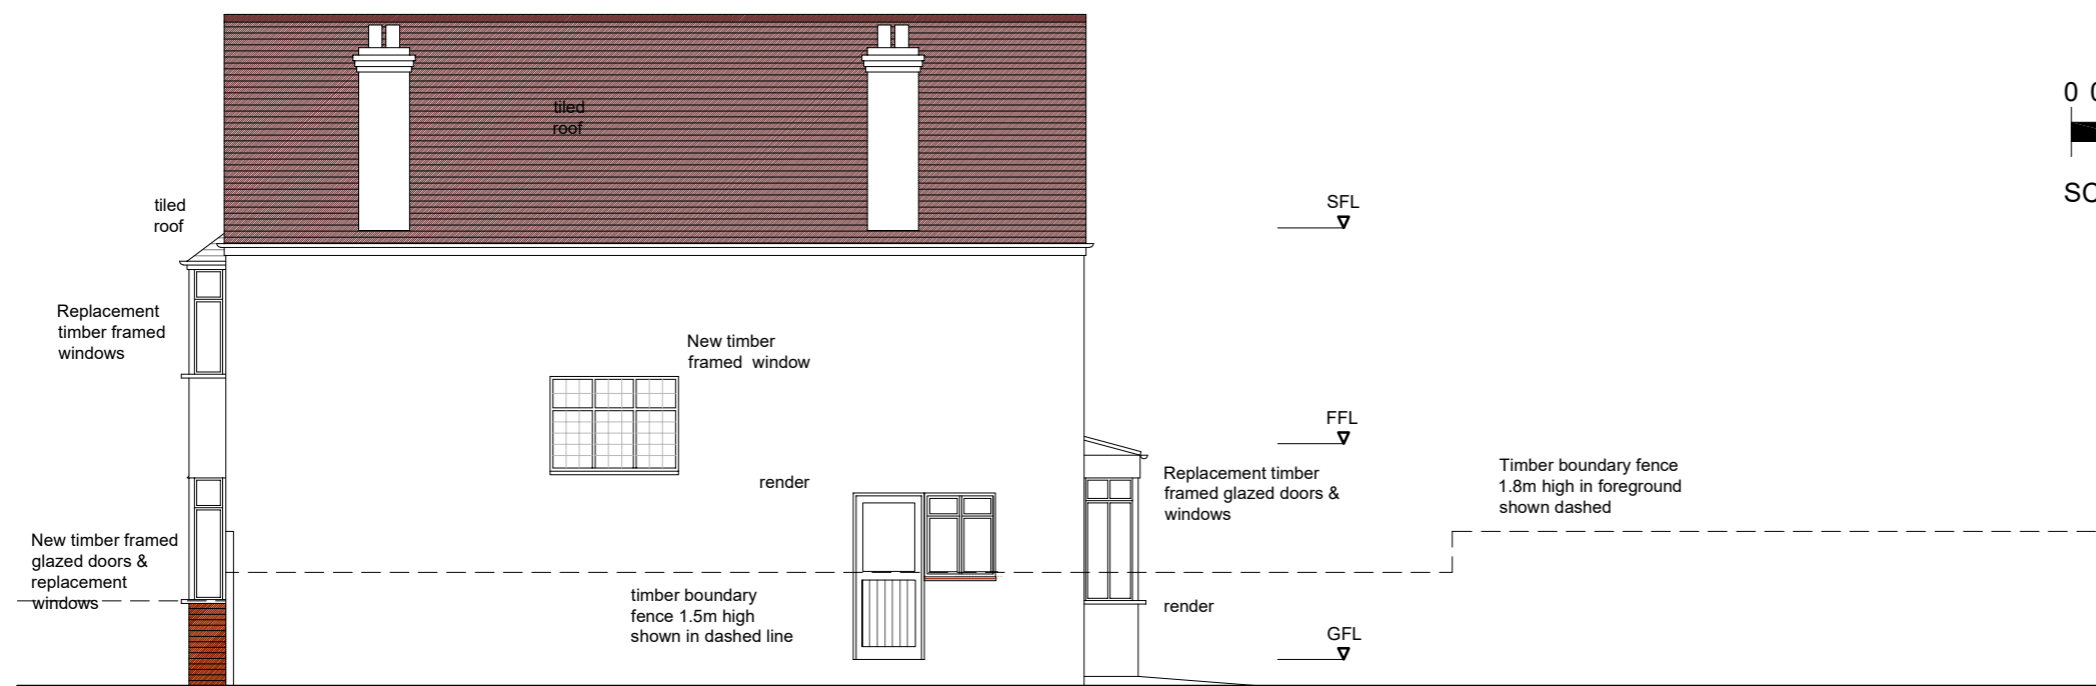 tiled
roof
0
SC
SFL
tiled
roof
Replacement
timber framed
windows
New timber
framed window
FFL
Replacement timber
framed glazed doors &
windows
Timber boundary fence
1.8m high in foreground
shown dashed
render
New timber framed
glazed doors &
replacement
windows
timber boundary
fence 1.5m high
shown in dashed line
render
GFL